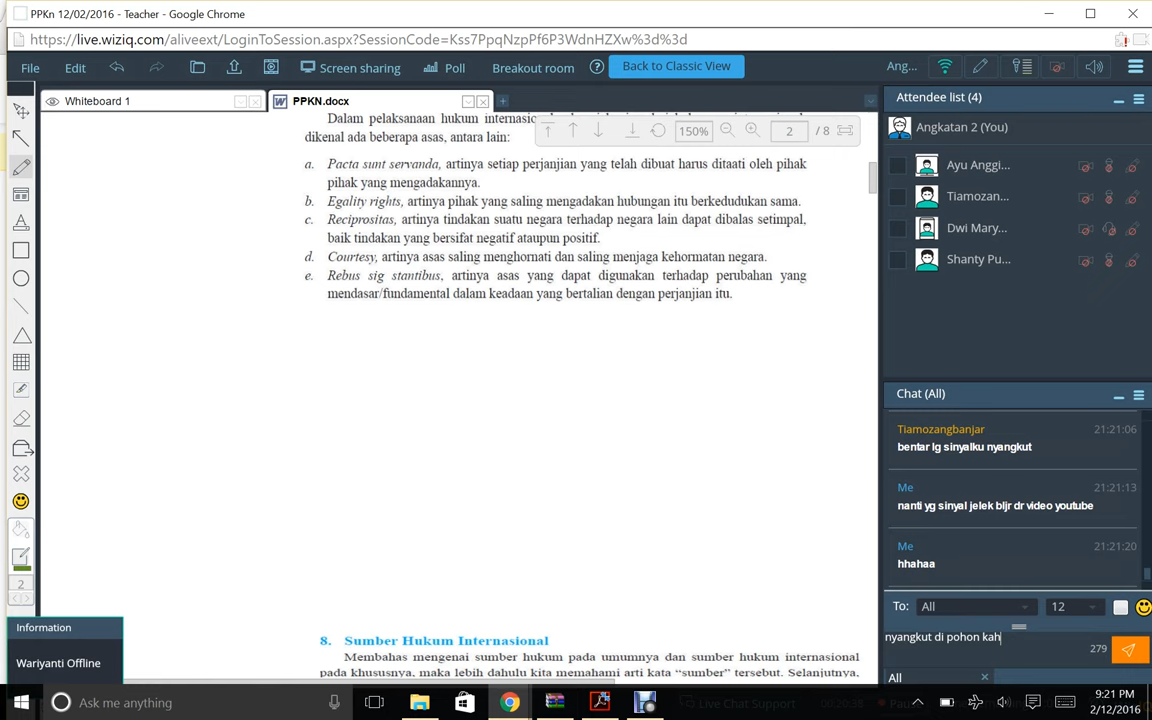 PPKn 12/02/2016 - Teacher - Google Chrome
https://live.wiziq.com/aliveext/LoginToSession.aspx?SessionCode=Kss7PpqNzpPf6P3WdnHZXw%3d%3d
File Edit Screen sharing Poll Breakout room Back to Classic View Ang...
Whiteboard 1 PPKN.docx
Attendee list (4)
Angkatan 2 (You)
Ayu Anggi...
Tiamozan...
Dwi Mary...
Shanty Pu...
150% 2 / 8
Dalam pelaksanaan hukum
dikenal ada beberapa asas, antara lain:
a. Pacta sunt servanda, artinya setiap perjanjian yang telah dibuat harus ditaati oleh pihak
pihak yang mengadakannya.
b. Egality rights, artinya pihak yang saling mengadakan hubungan itu berkedudukan sama.
c. Reciprositas, artinya tindakan suatu negara terhadap negara lain dapat dibalas setimpal,
baik tindakan yang bersifat negatif ataupun positif.
d. Courtesy, artinya asas saling menghormati dan saling menjaga kehormatan negara.
e. Rebus sig stantibus, artinya asas yang dapat digunakan terhadap perubahan yang
mendasar/fundamental dalam keadaan yang bertalian dengan perjanjian itu.
8. Sumber Hukum Internasional
Membahas mengenai sumber hukum pada umumnya dan sumber hukum internasional
pada khususnya, maka lebih dahulu kita memahami arti kata “sumber” tersebut. Selanjutnya,
Chat (All)
Tiamozangbanjar 21:21:06
bentar lg sinyalku nyangkut
Me 21:21:13
nanti yg sinyal jelek bljr dr video youtube
Me 21:21:20
hhahaa
To: All 12
nyangkut di pohon kah
279
All
2
Information
Wariyanti Offline
Live Chat Support 00:20:38 Pause
Ask me anything
9:21 PM
2/12/2016